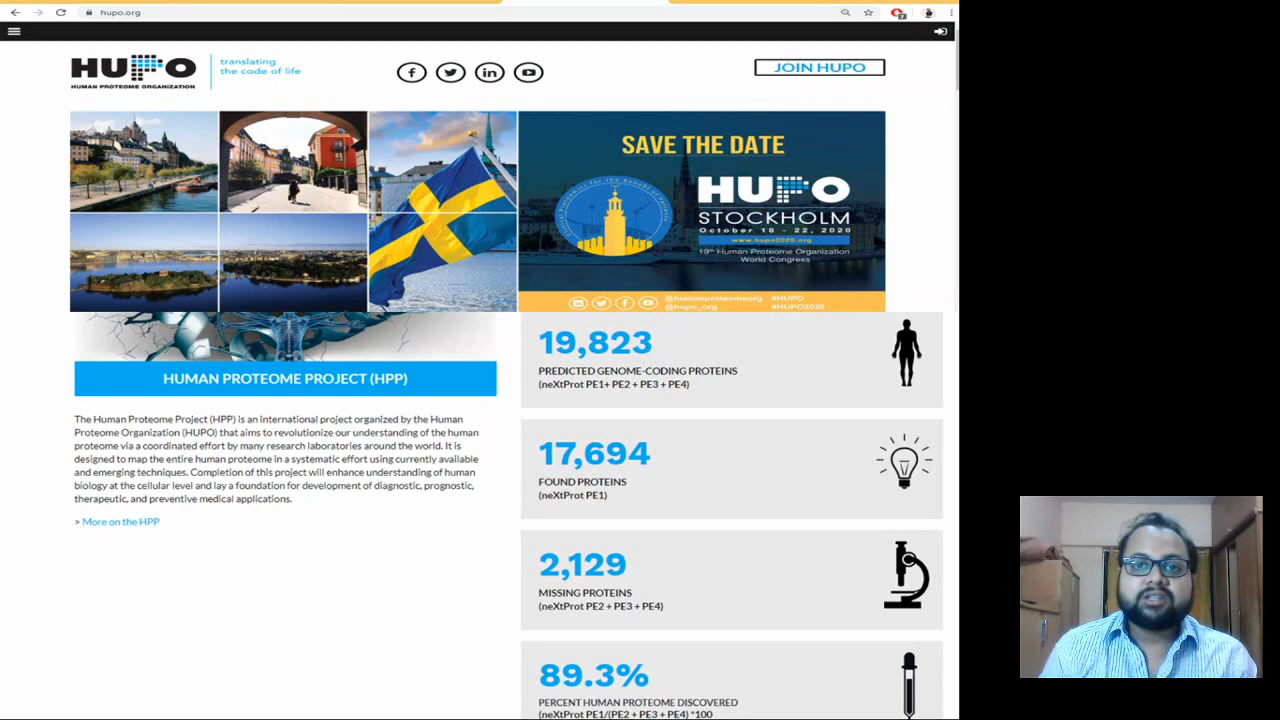 hupo.org
HUPO
HUMAN PROTEOME ORGANIZATION
translating
the code of life
JOIN HUPO
SAVE THE DATE
HUPO
STOCKHOLM
October 18 - 22, 2020
www.hupo2020.org
19th Human Proteome Organization
World Congress
@humanproteomeorg #HUPO
@hupo_org #HUPO2020
HUMAN PROTEOME PROJECT (HPP)
The Human Proteome Project (HPP) is an international project organized by the Human
Proteome Organization (HUPO) that aims to revolutionize our understanding of the human
proteome via a coordinated effort by many research laboratories around the world. It is
designed to map the entire human proteome in a systematic effort using currently available
and emerging techniques. Completion of this project will enhance understanding of human
biology at the cellular level and lay a foundation for development of diagnostic, prognostic,
therapeutic, and preventive medical applications.
> More on the HPP
19,823
PREDICTED GENOME-CODING PROTEINS
(neXtProt PE1+ PE2 + PE3 + PE4)
17,694
FOUND PROTEINS
(neXtProt PE1)
2,129
MISSING PROTEINS
(neXtProt PE2 + PE3 + PE4)
89.3%
PERCENT HUMAN PROTEOME DISCOVERED
(neXtProt PE1/(PE2 + PE3 + PE4) *100